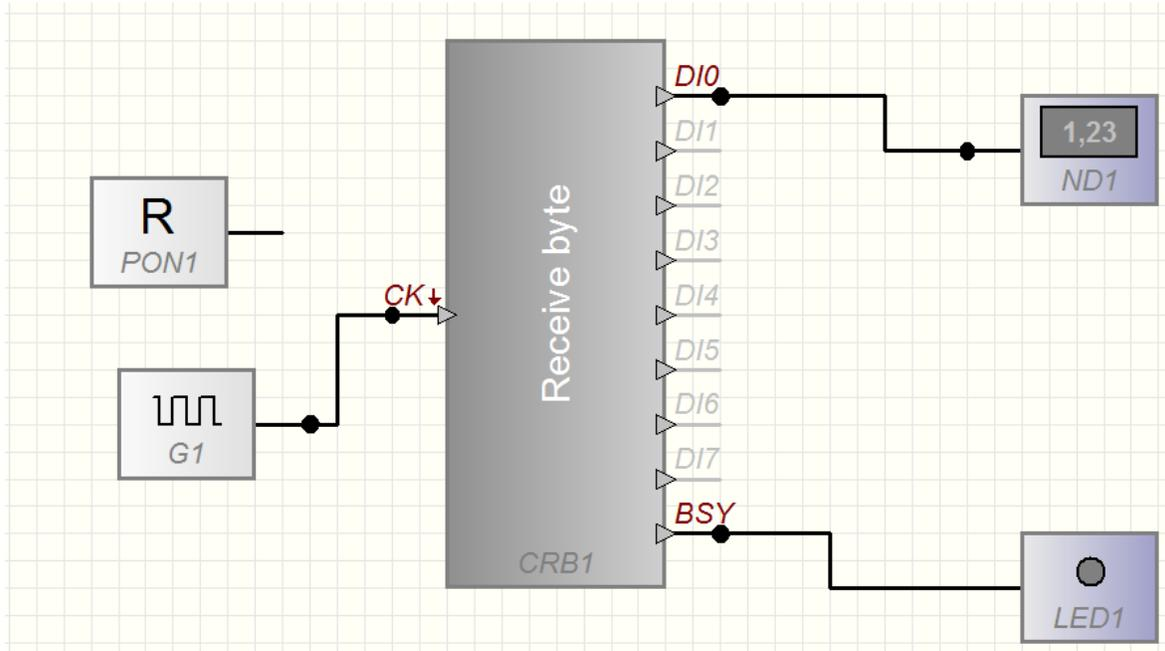 DI0
DI1
1,23
ND1
DI2
R
PON1
DI3
CK
DI4
Receive byte
DI5
DI6
G1
DI7
BSY
CRB1
LED1